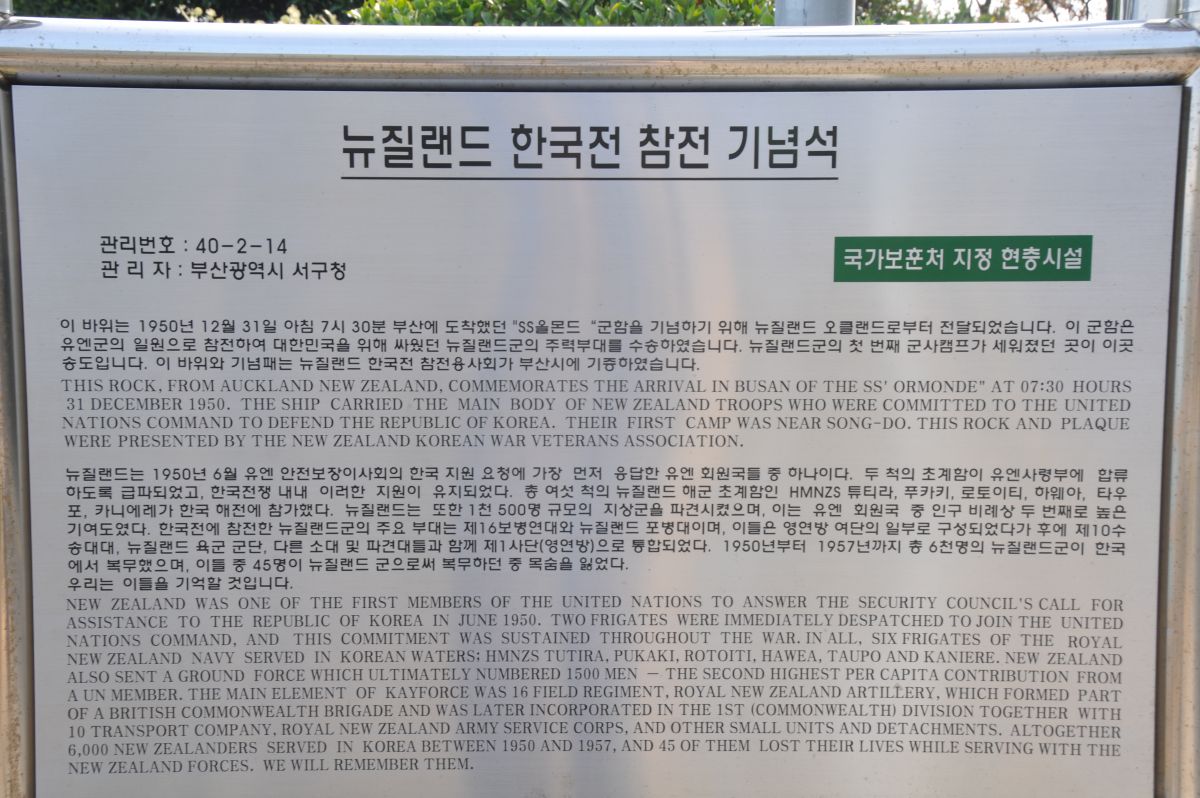 뉴질랜드 한국전 참전 기념석
관리번호 : 40-2-14
관 리 자 : 부산광역시 서구청
국가보훈처 지정 현충시설
이 바위는 1950년 12월 31일 아침 7시 30분 부산에 도착했던 "SS올몬드 “군함을 기념하기 위해 뉴질랜드 오클랜드로부터 전달되었습니다. 이 군함은
유엔군의 일원으로 참전하여 대한민국을 위해 싸웠던 뉴질랜드군의 주력부대를 수송하였습니다. 뉴질랜드군의 첫 번째 군사캠프가 세워졌던 곳이 이곳
송도입니다. 이 바위와 기념패는 뉴질랜드 한국전 참전용사회가 부산시에 기증하였습니다.
THIS ROCK, FROM AUCKLAND NEW ZEALAND, COMMEMORATES THE ARRIVAL IN BUSAN OF THE SS' ORMONDE" AT 07:30 HOURS
31 DECEMBER 1950. THE SHIP CARRIED THE MAIN BODY OF NEW ZEALAND TROOPS WHO WERE COMMITTED TO THE UNITED
NATIONS COMMAND TO DEFEND THE REPUBLIC OF KOREA. THEIR FIRST CAMP WAS NEAR SONG-DO. THIS ROCK AND PLAQUE
WERE PRESENTED BY THE NEW ZEALAND KOREAN WAR VETERANS ASSOCIATION.
뉴질랜드는 1950년 6월 유엔 안전보장이사회의 한국 지원 요청에 가장 먼저 응답한 유엔 회원국들 중 하나이다. 두 척의 초계함이 유엔사령부에 합류
하도록 급파되었고, 한국전쟁 내내 이러한 지원이 유지되었다. 총 여섯 척의 뉴질랜드 해군 초계함인 HMNZS 튜티라, 푸카키, 로토이티, 하웨아, 타우
포, 카니에레가 한국 해전에 참가했다. 뉴질랜드는 또한 1천 500명 규모의 지상군을 파견시켰으며, 이는 유엔 회원국 중 인구 비례상 두 번째로 높은
기여도였다. 한국전에 참전한 뉴질랜드군의 주요 부대는 제16보병연대와 뉴질랜드 포병대이며, 이들은 영연방 여단의 일부로 구성되었다가 후에 제10수
송대대, 뉴질랜드 육군 군단, 다른 소대 및 파견대들과 함께 제1사단(영연방)으로 통합되었다. 1950년부터 1957년까지 총 6천명의 뉴질랜드군이 한국
에서 복무했으며, 이들 중 45명이 뉴질랜드 군으로써 복무하던 중 목숨을 잃었다.
우리는 이들을 기억할 것입니다.
NEW ZEALAND WAS ONE OF THE FIRST MEMBERS OF THE UNITED NATIONS TO ANSWER THE SECURITY COUNCIL'S CALL FOR
ASSISTANCE TO THE REPUBLIC OF KOREA IN JUNE 1950. TWO FRIGATES WERE IMMEDIATELY DESPATCHED TO JOIN THE UNITED
NATIONS COMMAND, AND THIS COMMITMENT WAS SUSTAINED THROUGHOUT THE WAR. IN ALL, SIX FRIGATES OF THE ROYAL
NEW ZEALAND NAVY SERVED IN KOREAN WATERS; HMNZS TUTIRA, PUKAKI, ROTOITI, HAWEA, TAUPO AND KANIERE. NEW ZEALAND
ALSO SENT A GROUND FORCE WHICH ULTIMATELY NUMBERED 1500 MEN — THE SECOND HIGHEST PER CAPITA CONTRIBUTION FROM
A UN MEMBER. THE MAIN ELEMENT OF KAYFORCE WAS 16 FIELD REGIMENT, ROYAL NEW ZEALAND ARTILLERY, WHICH FORMED PART
OF A BRITISH COMMONWEALTH BRIGADE AND WAS LATER INCORPORATED IN THE 1ST (COMMONWEALTH) DIVISION TOGETHER WITH
10 TRANSPORT COMPANY, ROYAL NEW ZEALAND ARMY SERVICE CORPS, AND OTHER SMALL UNITS AND DETACHMENTS. ALTOGETHER
6,000 NEW ZEALANDERS SERVED IN KOREA BETWEEN 1950 AND 1957, AND 45 OF THEM LOST THEIR LIVES WHILE SERVING WITH THE
NEW ZEALAND FORCES. WE WILL REMEMBER THEM.